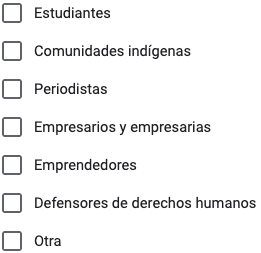 Estudiantes
Comunidades indígenas
Periodistas
Empresarios y empresarias
Emprendedores
Defensores de derechos humanos
Otra